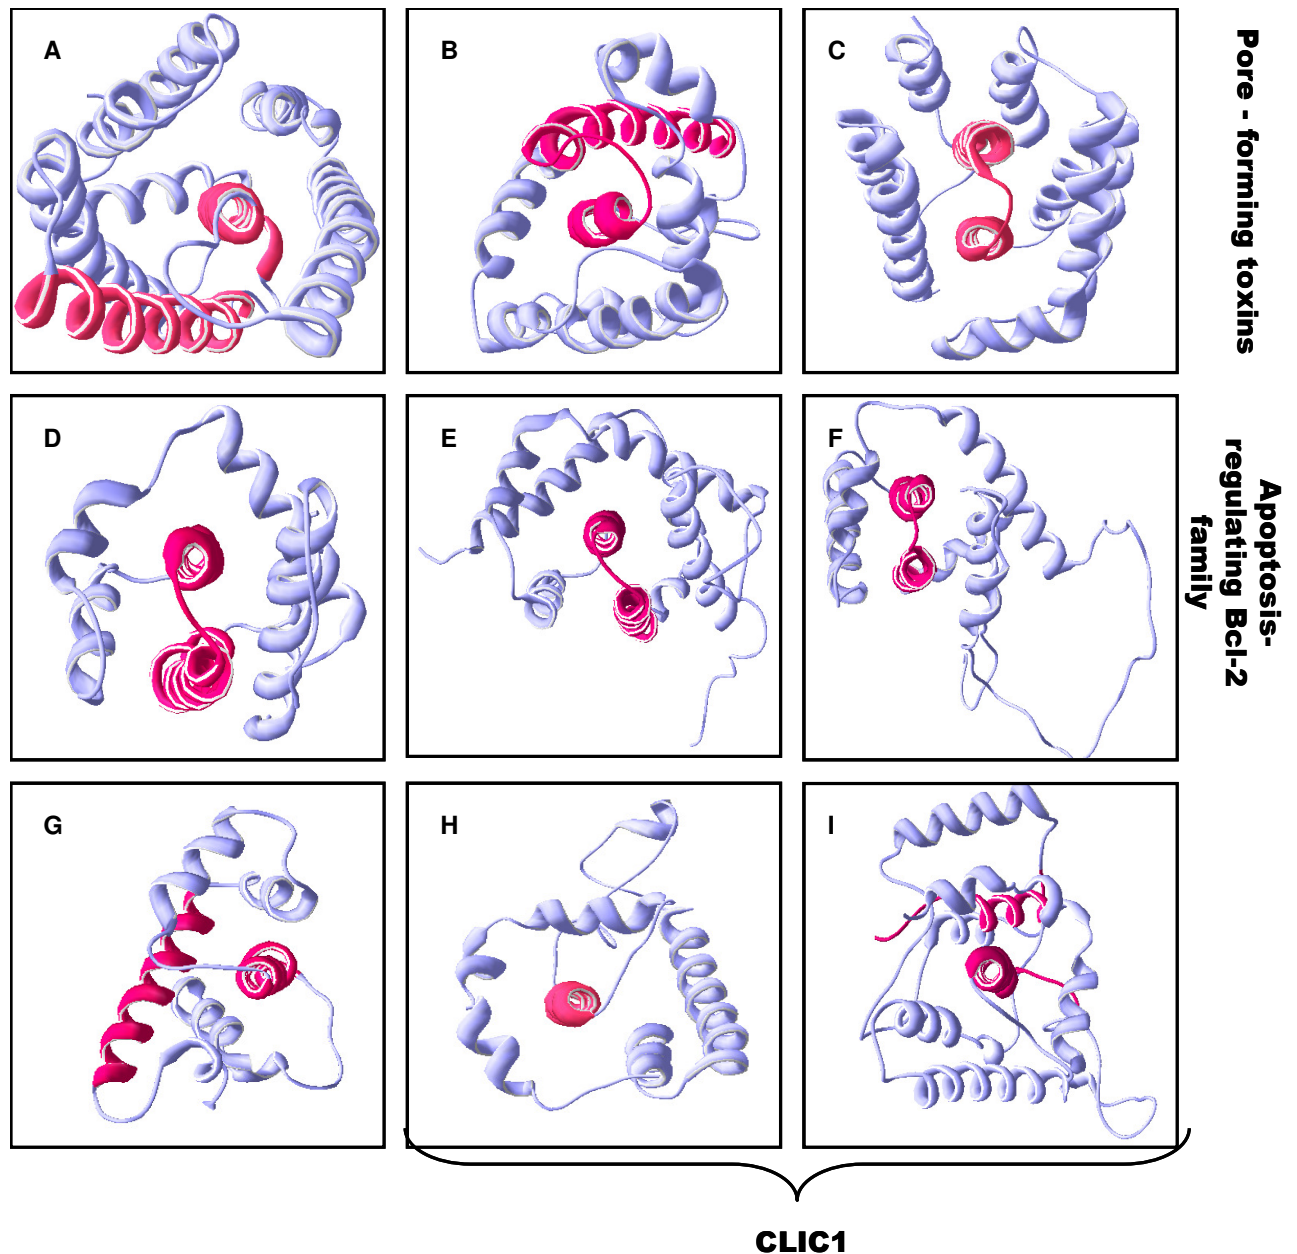 A
B
C
Pore - forming toxins
D
E
F
Apoptosis-
regulating Bcl-2
family
G
H
I
CLIC1